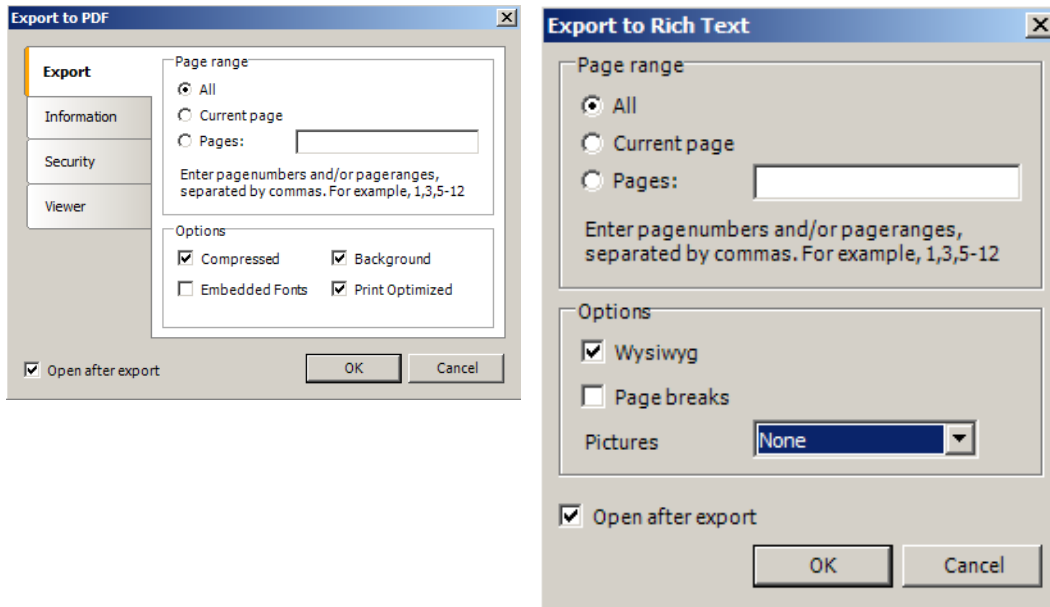 Export to PDF
Export
Information
Security
Viewer
Page range
All
Current page
Pages:
Enter pagenumbers and/or pageranges,
separated by commas. For example, 1,3,5-12
Options
Compressed
Background
Embedded Fonts
Print Optimized
Open after export
OK
Cancel
Export to Rich Text
Page range
All
Current page
Pages:
Enter pagenumbers and/or pageranges,
separated by commas. For example, 1,3,5-12
Options
Wysiwyg
Page breaks
Pictures
None
Open after export
OK
Cancel